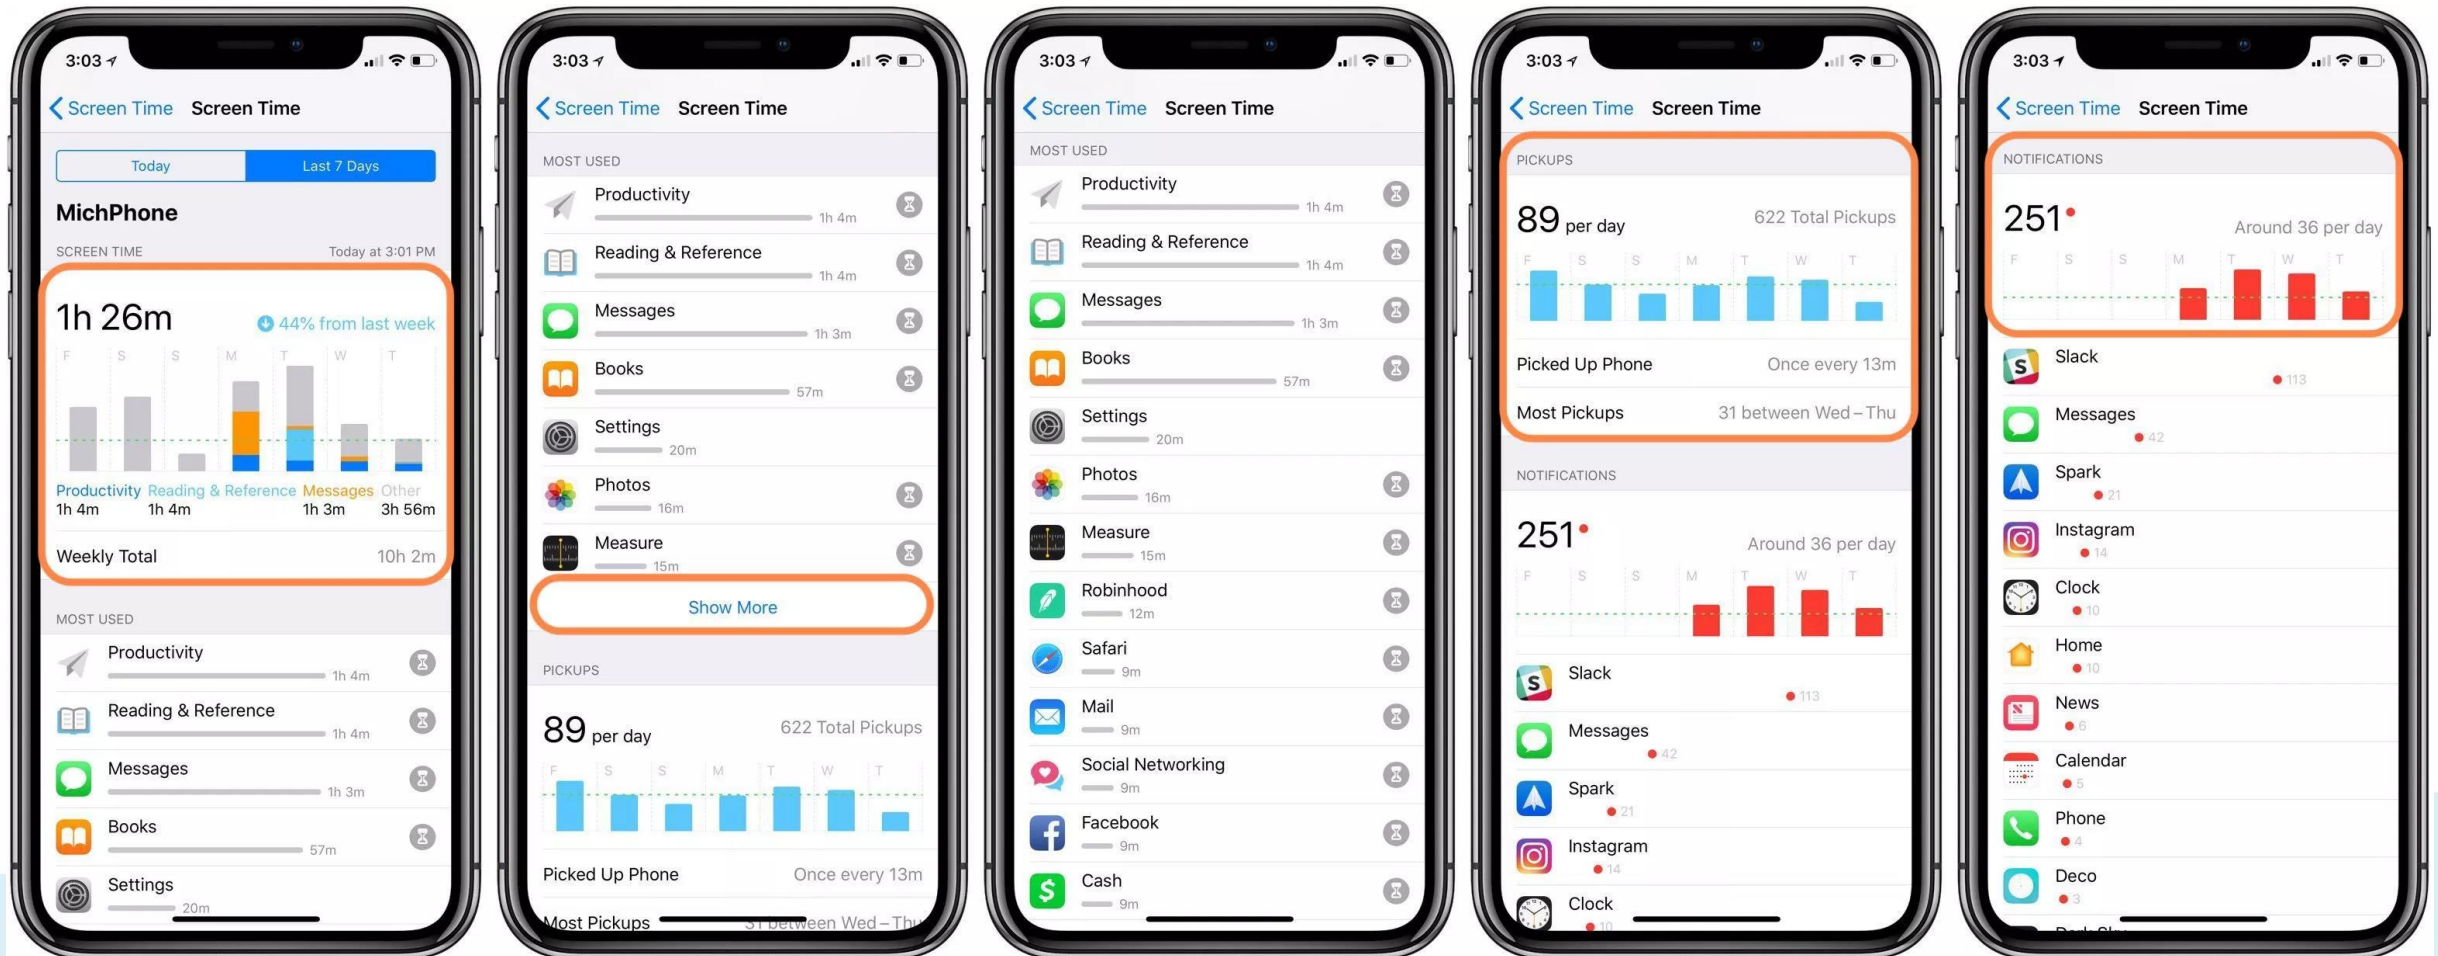 3:03
Screen Time Screen Time
Today Last 7 Days
MichPhone
SCREEN TIME Today at 3:01 PM
1h 26m 44% from last week
F S S M T W T
Productivity Reading & Reference Messages Other
1h 4m 1h 4m 1h 3m 3h 56m
Weekly Total 10h 2m
MOST USED
Productivity
1h 4m
Reading & Reference
1h 4m
Messages
1h 3m
Books
57m
Settings
20m
3:03
Screen Time Screen Time
MOST USED
Productivity
1h 4m
Reading & Reference
1h 4m
Messages
1h 3m
Books
57m
Settings
20m
Photos
16m
Measure
15m
Show More
PICKUPS
89 per day 622 Total Pickups
F S S M T W T
Picked Up Phone Once every 13m
Most Pickups 31 between Wed – Thu
3:03
Screen Time Screen Time
MOST USED
Productivity
1h 4m
Reading & Reference
1h 4m
Messages
1h 3m
Books
57m
Settings
20m
Photos
16m
Measure
15m
Robinhood
12m
Safari
9m
Mail
9m
Social Networking
9m
Facebook
9m
Cash
9m
3:03
Screen Time Screen Time
PICKUPS
89 per day 622 Total Pickups
F S S M T W T
Picked Up Phone Once every 13m
Most Pickups 31 between Wed – Thu
NOTIFICATIONS
251 Around 36 per day
F S S M T W T
Slack
113
Messages
42
Spark
21
Instagram
14
Clock
10
3:03
Screen Time Screen Time
NOTIFICATIONS
251 Around 36 per day
F S S M T W T
Slack
113
Messages
42
Spark
21
Instagram
14
Clock
10
Home
10
News
6
Calendar
5
Phone
4
Deco
3